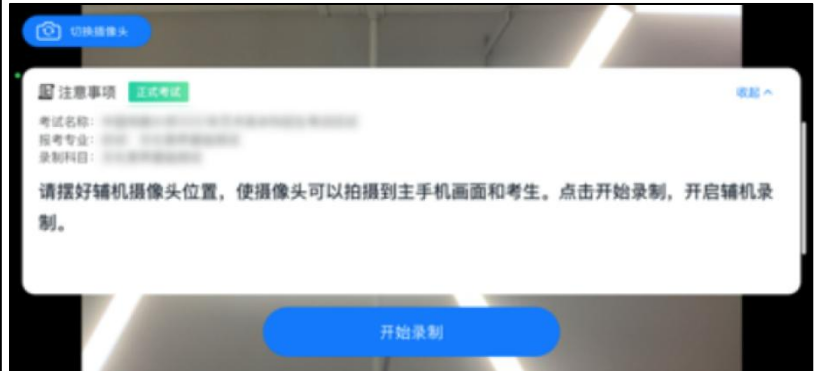 切换摄像头
注意事项 正式考试 收起
考试名称：
报考专业：
录制科目：
请摆好辅机摄像头位置，使摄像头可以拍摄到主手机画面和考生。点击开始录制，开启辅机录
制。
开始录制